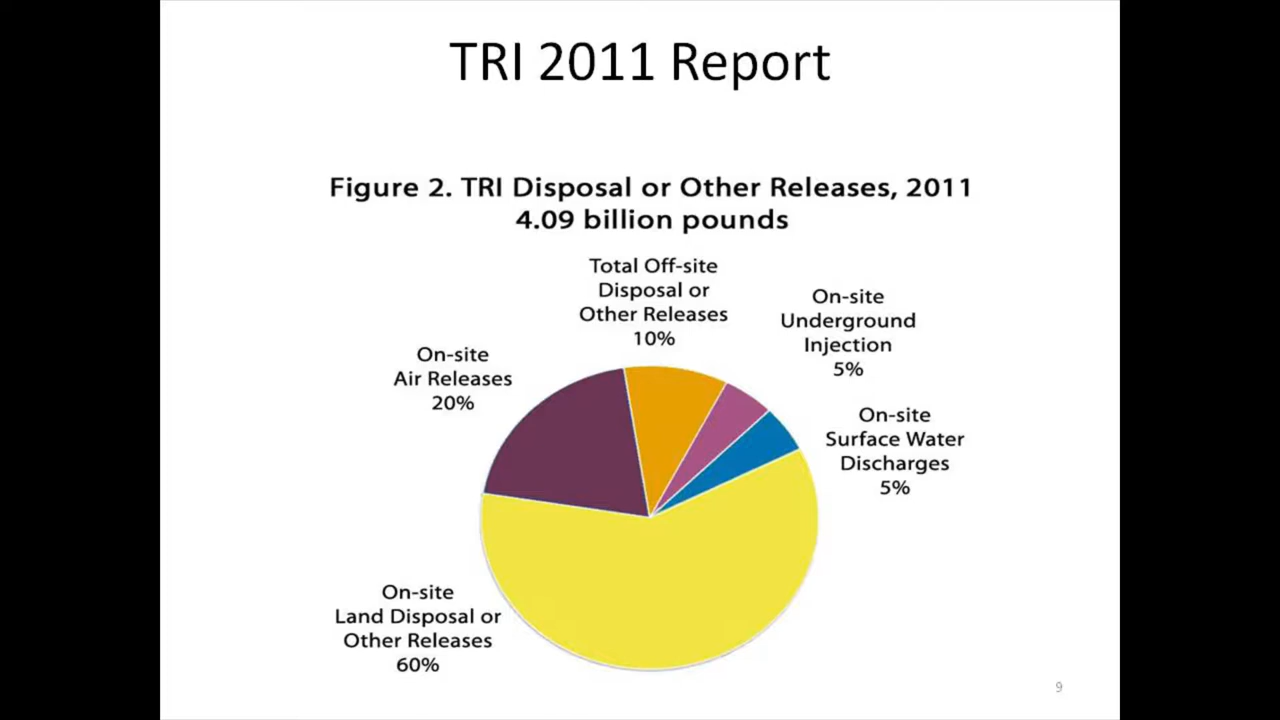 TRI 2011 Report
Figure 2. TRI Disposal or Other Releases, 2011
4.09 billion pounds
Total Off-site
Disposal or
Other Releases
10%
On-site
Underground
Injection
5%
On-site
Air Releases
20%
On-site
Surface Water
Discharges
5%
On-site
Land Disposal or
Other Releases
60%
9